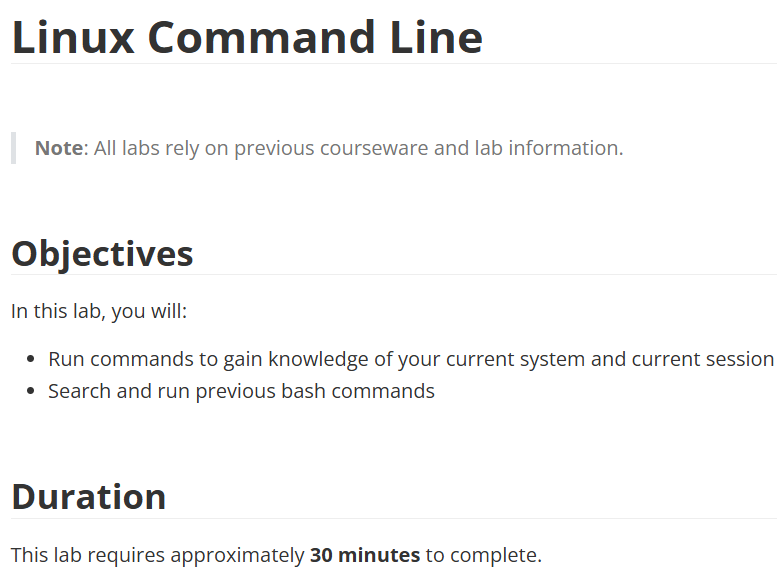 Linux Command Line
Note: All labs rely on previous courseware and lab information.
Objectives
In this lab, you will:
• Run commands to gain knowledge of your current system and current session
• Search and run previous bash commands
Duration
This lab requires approximately 30 minutes to complete.